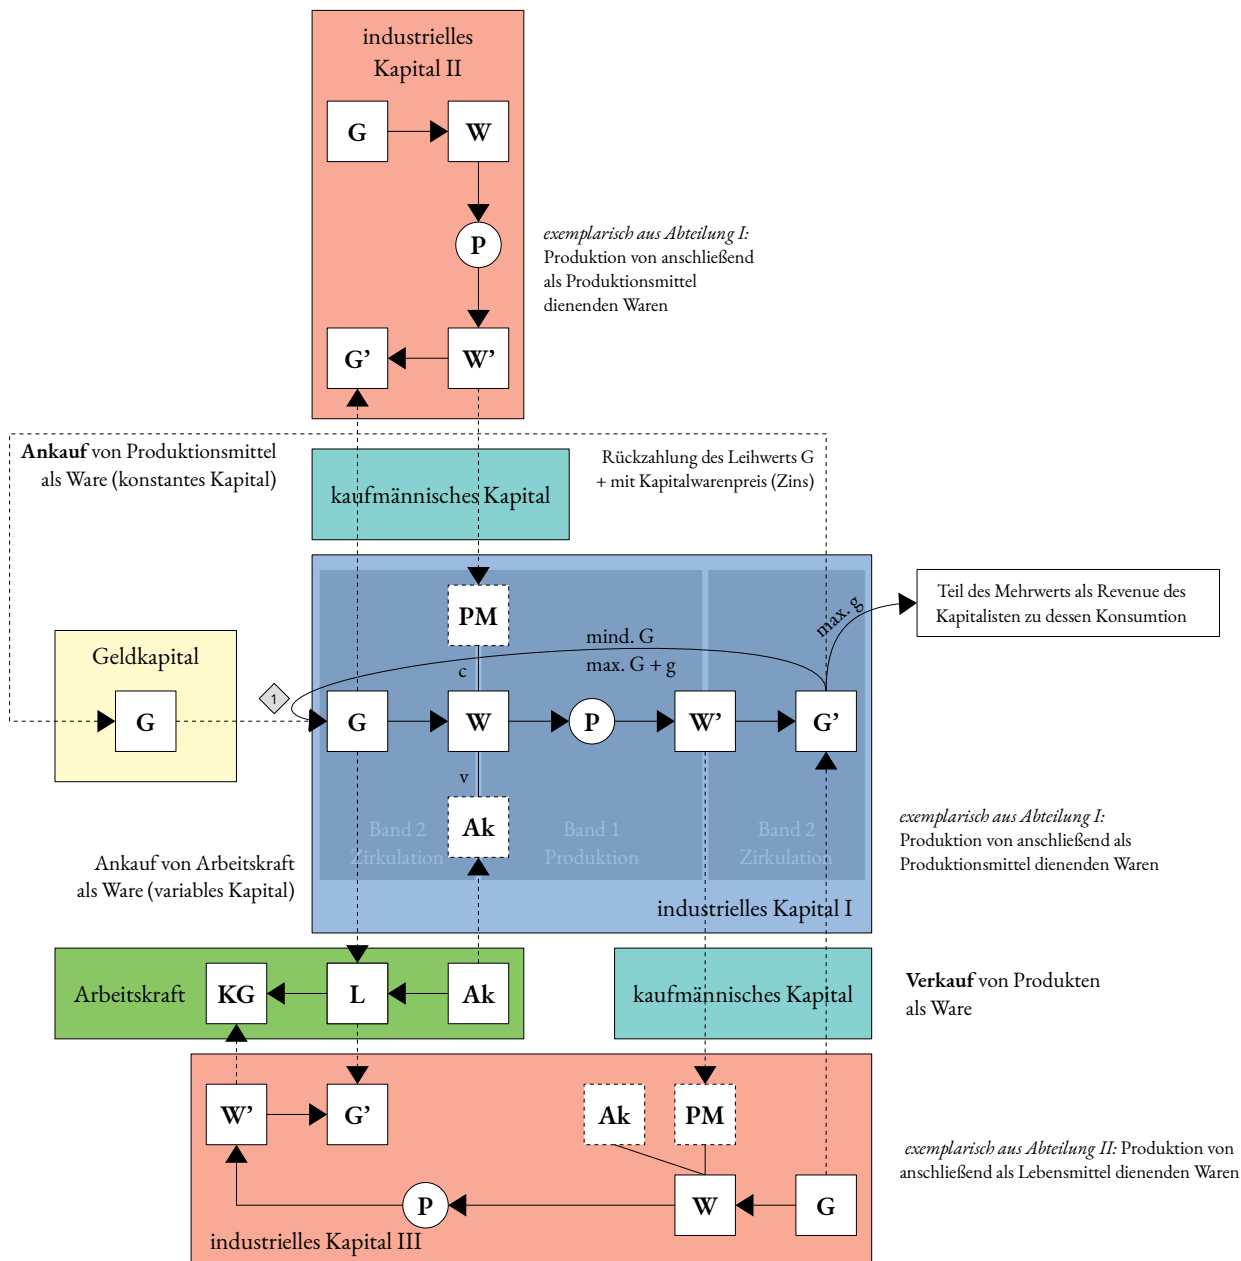 industrielles
Kapital II
G
W
P
exemplarisch aus Abteilung I:
Produktion von anschließend
als Produktionsmittel
dienenden Waren
G’
W’
Ankauf von Produktionsmittel
als Ware (konstantes Kapital)
kaufmännisches Kapital
Rückzahlung des Leihwerts G
+ mit Kapitalwarenpreis (Zins)
PM
max. g
Teil des Mehrwerts als Revenue des
Kapitalisten zu dessen Konsumtion
mind. G
max. G + g
c
Geldkapital
G
1
G
W
P
W’
G’
v
Ak
Band 2
Zirkulation
Band 1
Produktion
Band 2
Zirkulation
exemplarisch aus Abteilung I:
Produktion von anschließend als
Produktionsmittel dienenden Waren
Ankauf von Arbeitskraft
als Ware (variables Kapital)
industrielles Kapital I
Arbeitskraft
KG
L
Ak
kaufmännisches Kapital
Verkauf von Produkten
als Ware
W’
G’
Ak
PM
exemplarisch aus Abteilung II: Produktion von
anschließend als Lebensmittel dienenden Waren
P
W
G
industrielles Kapital III